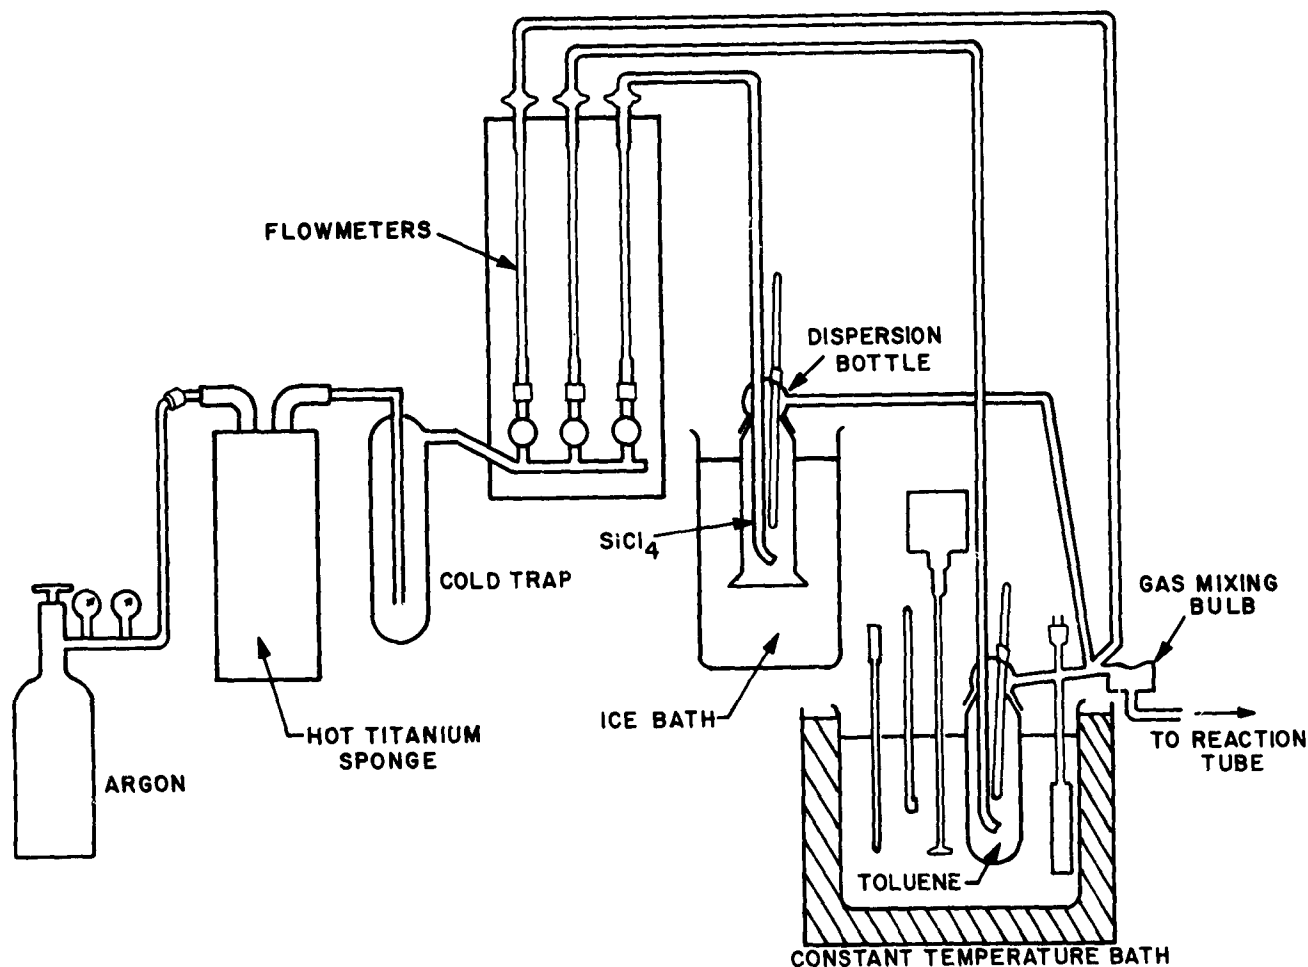 FLOWMETERS
DISPERSION
BOTTLE
SiCl4
COLD TRAP
GAS MIXING
BULB
ICE BATH
HOT TITANIUM
SPONGE
TO REACTION
TUBE
ARGON
TOLUENE
CONSTANT TEMPERATURE BATH